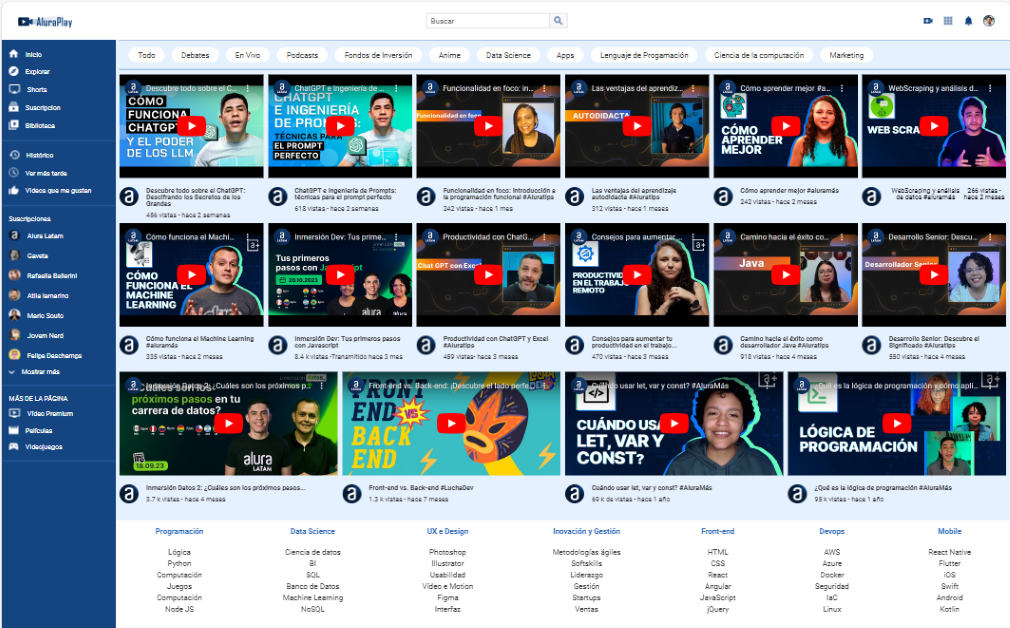 AluraPlay
Buscar
Inicio
Explorar
Shorts
Suscripcion
Biblioteca
Histórico
Ver más tarde
Videos que me gustan
Suscripciones
Alura Latam
Gaveta
Rafaella Ballerini
Atila Iamarino
Mario Souto
Jovem Nerd
Felipe Deschamps
Mostrar más
MÁS DE LA PÁGINA
Vídeo Premium
Películas
Videojuegos
Todo
Debates
En Vivo
Podcasts
Fondos de Inversión
Anime
Data Science
Apps
Lenguaje de Progamación
Ciencia de la computación
Marketing
Descubre todo sobre el C...
CÓMO
FUNCIONA
CHATGPT
Y EL PODER
DE LOS LLM
Descubre todo sobre el ChatGPT:
Descifrando los Secretos de los
Grandes
456 vistas - hace 2 semanas
ChatGPT e Ingeniería de ...
CHATGPT
E INGENIERÍA
DE PROMPS:
TÉCNICAS PARA
EL PROMPT
PERFECTO
ChatGPT e Ingeniería de Prompts:
técnicas para el prompt perfecto
618 vistas - hace 2 semanas
Funcionalidad en foco: in...
Funcionalidad en foco
Funcionalidad en foco: Introducción a
la programación funcional #Aluratips
242 vistas - hace 1 mes
Las ventajas del aprendiz...
AUTODIDACTA
Las ventajas del aprendizaje
autodidacta #Aluratips
312 vistas - hace 1 meses
Cómo aprender mejor #a...
CÓMO
APRENDER
MEJOR
Cómo aprender mejor #aluramás
242 vistas - hace 2 meses
WebScraping y análisis d...
WEB SCRA
WebScraping y análisis
de datos #aluramás
266 vistas -
hace 2 meses
Cómo funciona el Machi...
CÓMO
FUNCIONA EL
MACHINE
LEARNING
Cómo funciona el Machine Learning
#aluramás
335 vistas - hace 2 meses
Inmersión Dev: Tus prime...
Tus primeros
pasos con JavaScript
25.10.2023
Inmersión Dev: Tus primeros pasos
con Javascript
8.4 k vistas -Transmitido hace 3 mes
Productividad con ChatG...
Chat GPT con Excel
Productividad con ChatGPT y Excel
#Aluratips
459 vistas- hace 3 meses
Consejos para aumentar...
PRODUCTIVIDAD
EN EL TRABAJO
REMOTO
Consejos para aumentar tu
productividad en el trabajo...
470 vistas - hace 3 meses
Camino hacia el éxito co...
Java
Camino hacia el éxito como
desarrollador Java #Aluratips
918 vistas - hace 4 meses
Desarrollo Senior: Descu...
Desarrollador Senior
Desarrollo Senior: Descubre el
Significado #Aluratips
550 vistas - hace 4 meses
Inmersión Datos 2: ¿Cuáles son los próximos p...
¿Cuáles son los
próximos pasos en tu
carrera de datos?
18.09.23
alura
LATAM
Inmersión Datos 2: ¿Cuáles son los próximos pasos...
3.7 k vistas - hace 4 meses
Front-end vs. Back-end: ¡Descubre el lado perfe...
FRONT
END
VS
BACK
END
Front-end vs. Back-end #LuchaDev
1.3 k vistas - hace 7 meses
Cuándo usar let, var y const? #AluraMás
CUÁNDO USAR
LET, VAR Y
CONST?
Cuándo usar let, var y const? #AluraMás
69 k de vistas - hace 1 año
¿Qué es la lógica de programación y cómo apli...
LÓGICA DE
PROGRAMACIÓN
¿Qué es la lógica de programación #AluraMás
95 k vistas - hace 1 año
Programación
Lógica
Python
Computación
Juegos
Computación
Node JS
Data Science
Ciencia de datos
BI
SQL
Banco de Datos
Machine Learning
NoSQL
UX e Design
Photoshop
Illustrator
Usabilidad
Vídeo e Motion
Figma
Interfaz
Inovación y Gestión
Metodologías ágiles
Softskills
Liderazgo
Gestión
Startups
Ventas
Front-end
HTML
CSS
React
Angular
JavaScript
jQuery
Devops
AWS
Azure
Docker
Seguridad
IaC
Linux
Mobile
React Native
Flutter
iOS
Swift
Android
Kotlin